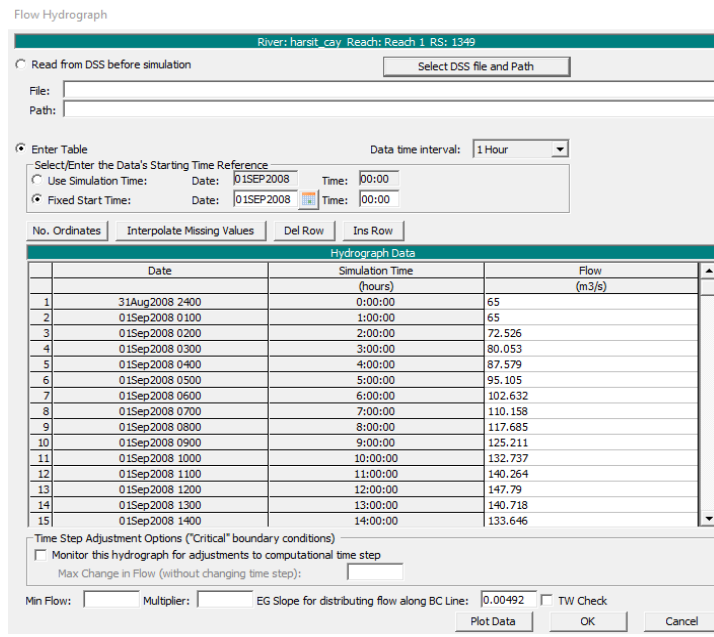 Flow Hydrograph
River: harsit_cay Reach: Reach 1 RS: 1349
Read from DSS before simulation Select DSS file and Path
File:
Path:
Enter Table Data time interval: 1 Hour
Select/Enter the Data's Starting Time Reference
Use Simulation Time: Date: 01SEP2008 Time: 00:00
Fixed Start Time: Date: 01SEP2008 Time: 00:00
No. Ordinates Interpolate Missing Values Del Row Ins Row
Hydrograph Data
Date Simulation Time Flow
(hours) (m3/s)
1 31Aug2008 2400 0:00:00 65
2 01Sep2008 0100 1:00:00 65
3 01Sep2008 0200 2:00:00 72.526
4 01Sep2008 0300 3:00:00 80.053
5 01Sep2008 0400 4:00:00 87.579
6 01Sep2008 0500 5:00:00 95.105
7 01Sep2008 0600 6:00:00 102.632
8 01Sep2008 0700 7:00:00 110.158
9 01Sep2008 0800 8:00:00 117.685
10 01Sep2008 0900 9:00:00 125.211
11 01Sep2008 1000 10:00:00 132.737
12 01Sep2008 1100 11:00:00 140.264
13 01Sep2008 1200 12:00:00 147.79
14 01Sep2008 1300 13:00:00 140.718
15 01Sep2008 1400 14:00:00 133.646
Time Step Adjustment Options ("Critical" boundary conditions)
Monitor this hydrograph for adjustments to computational time step
Max Change in Flow (without changing time step):
Min Flow: Multiplier: EG Slope for distributing flow along BC Line: 0.00492 TW Check
Plot Data OK Cancel